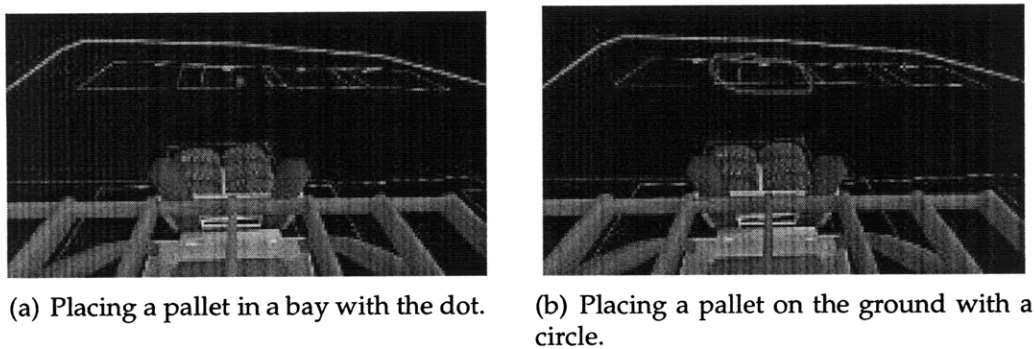 (a) Placing a pallet in a bay with the dot.
(b) Placing a pallet on the ground with a
circle.